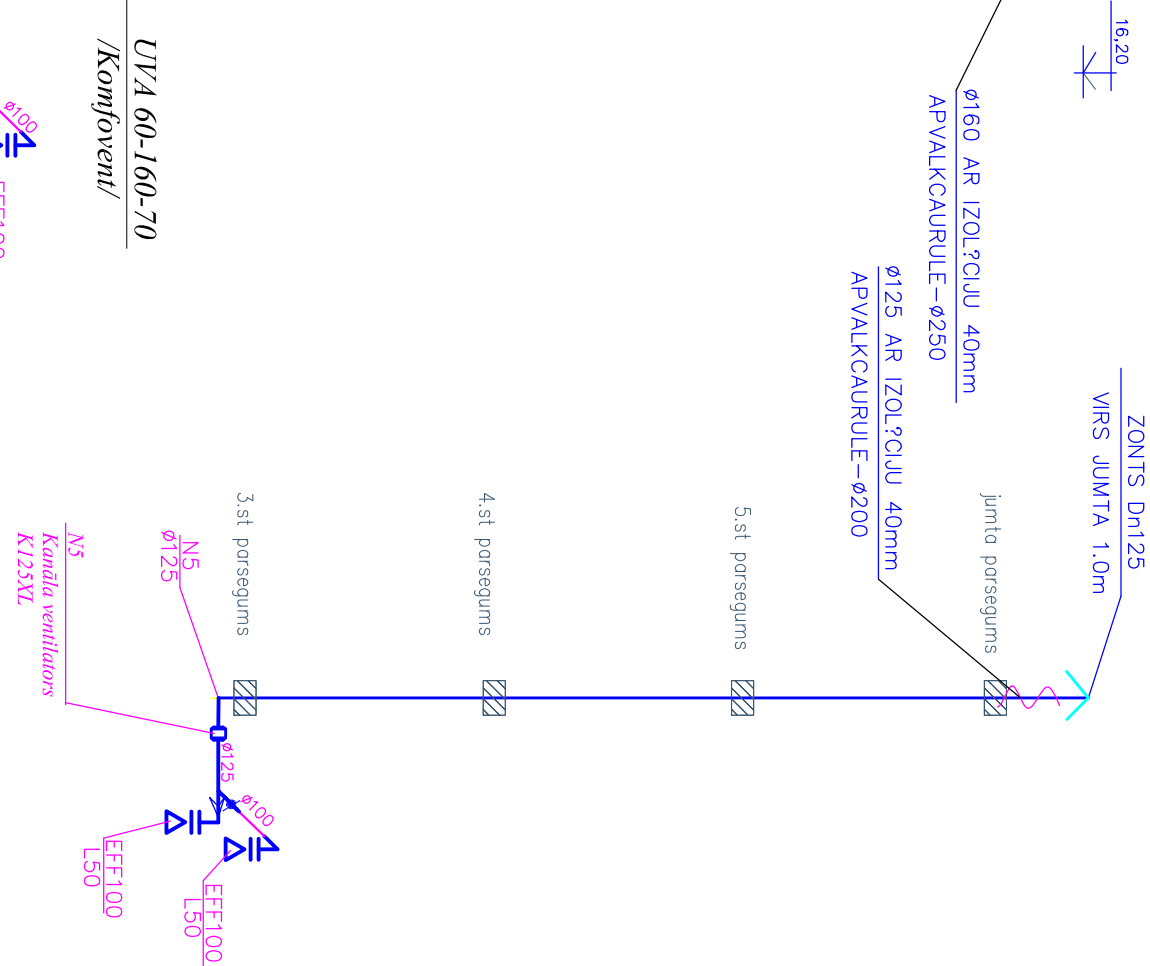 16,20
ø160 AR IZOL?CIJU 40mm
APVALKCAURULE-ø250
ø125 AR IZOL?CIJU 40mm
APVALKCAURULE-ø200
ZONTS Dn125
VIRS JUMTA 1.0m
UVA 60-160-70
/Komfovent/
ø100
jumta parsegums
5.st parsegums
4.st parsegums
3.st parsegums
N5
ø125
N5
Kanāla ventilators
K125XL
ø125
ø100
EFF100
L50
EFF100
L50